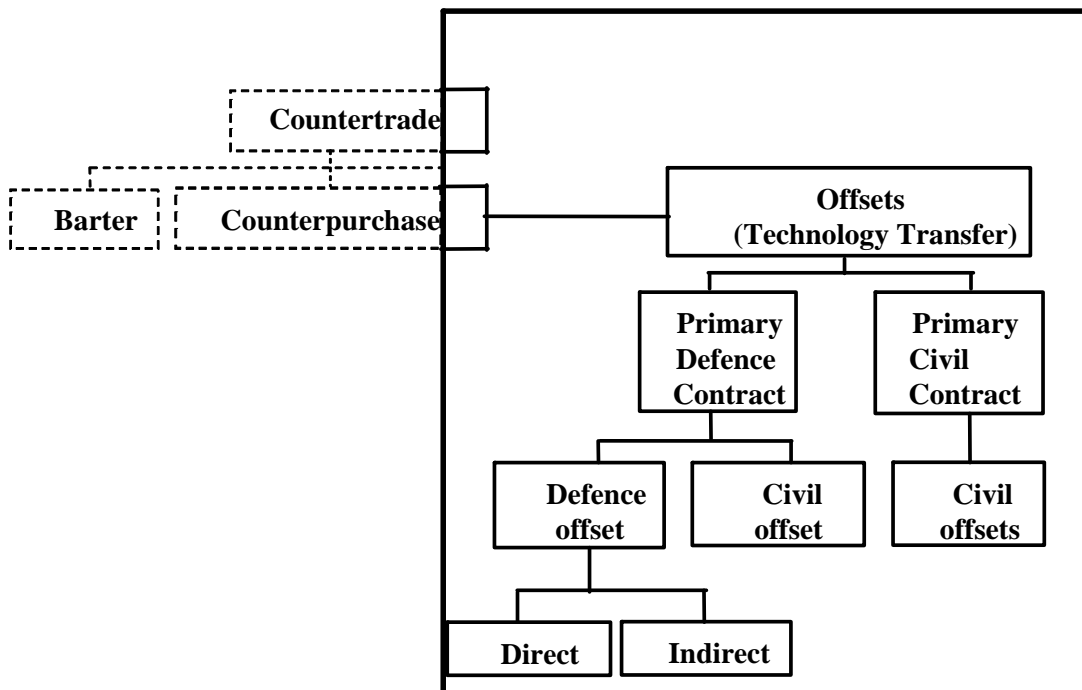 Countertrade
Barter
Counterpurchase
Offsets
(Technology Transfer)
Primary
Defence
Contract
Primary
Civil
Contract
Defence
offset
Civil
offset
Civil
offsets
Direct
Indirect